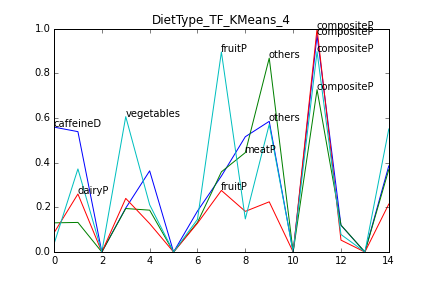 DietType_TF_KMeans_4
1.0
0.8
0.6
0.4
0.2
0.0
0 2 4 6 8 10 12 14
compositeP
compositeP
compositeP
compositeP
fruitP
others
vegetables
caffeineD
others
meatP
dairyP
fruitP